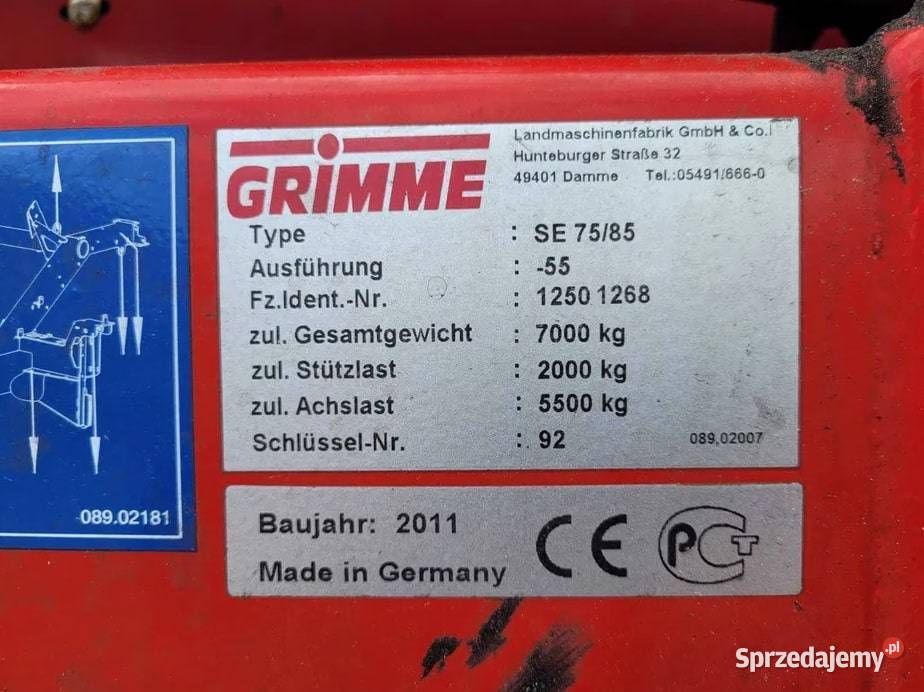 GRIMME
Landmaschinenfabrik GmbH & Co.
Hunteburger Straße 32
49401 Damme Tel.:05491/666-0
Type : SE 75/85
Ausführung : -55
Fz.Ident.-Nr. : 1250 1268
zul. Gesamtgewicht : 7000 kg
zul. Stützlast : 2000 kg
zul. Achslast : 5500 kg
Schlüssel-Nr. : 92
089,02007
089.02181
Baujahr: 2011
Made in Germany
CE
PCT
Sprzedajemy.pl